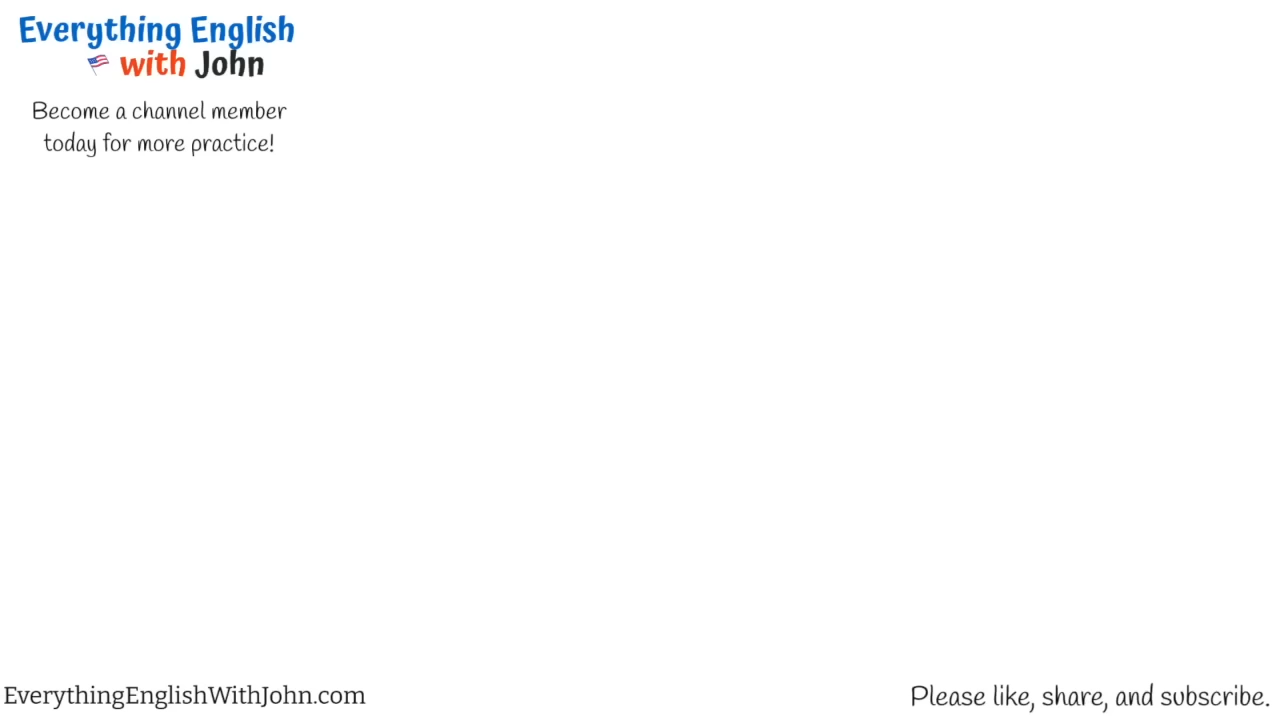 Everything English
with John
Become a channel member
today for more practice!
EverythingEnglishWithJohn.com
Please like, share, and subscribe.